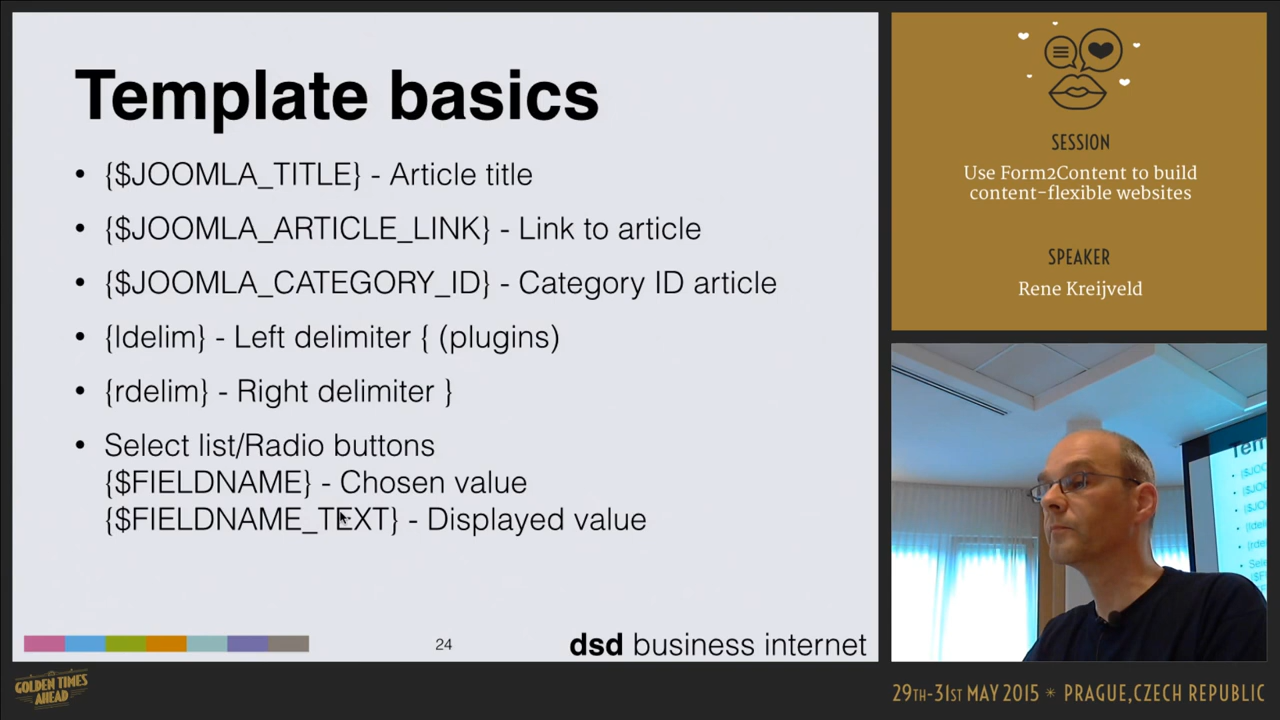 Template basics
• {$JOOMLA_TITLE} - Article title
• {$JOOMLA_ARTICLE_LINK} - Link to article
• {$JOOMLA_CATEGORY_ID} - Category ID article
• {ldelim} - Left delimiter { (plugins)
• {rdelim} - Right delimiter }
• Select list/Radio buttons
{$FIELDNAME} - Chosen value
{$FIELDNAME_TEXT} - Displayed value
24
dsd business internet
SESSION
Use Form2Content to build
content-flexible websites
SPEAKER
Rene Kreijveld
GOLDEN TIMES
AHEAD
29TH-31ST MAY 2015 * PRAGUE,CZECH REPUBLIC